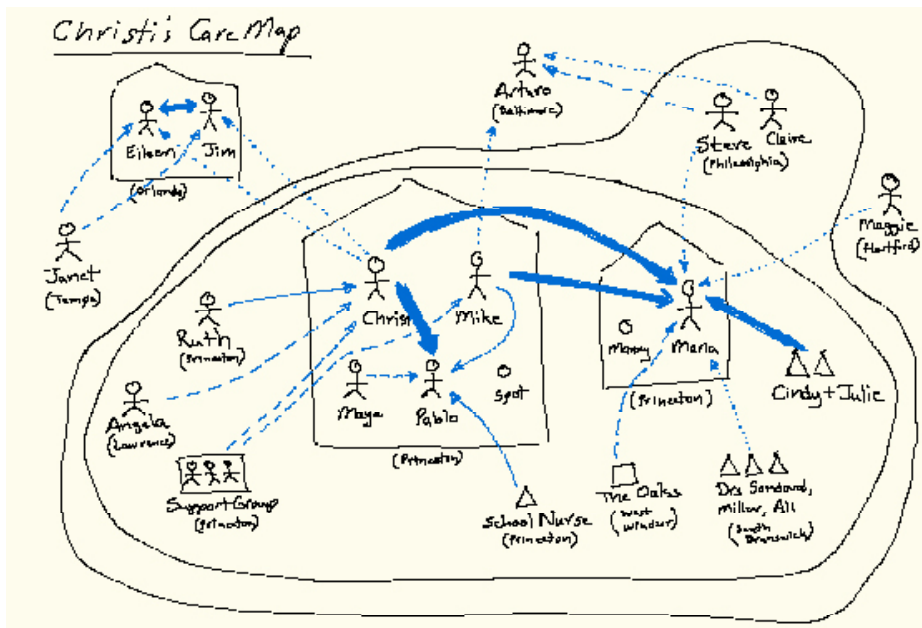 Christi's Care Map
Arturo
(Baltimore)
Steve
Claire
(Philadelphia)
Eileen
Jim
(Orlando)
Maggie
(Hartford)
Janet
(Tampa)
Ruth
(Princeton)
Christi
Mike
Maria
(Princeton)
Cindy + Julie
Angela
(Lawrence)
Maya
Pablo
Spot
(Princeton)
Support Group
(Princeton)
School Nurse
(Princeton)
The Oaks
(West
Windsor)
Drs Sandoval,
Miller, Ali
(South
Brunswick)